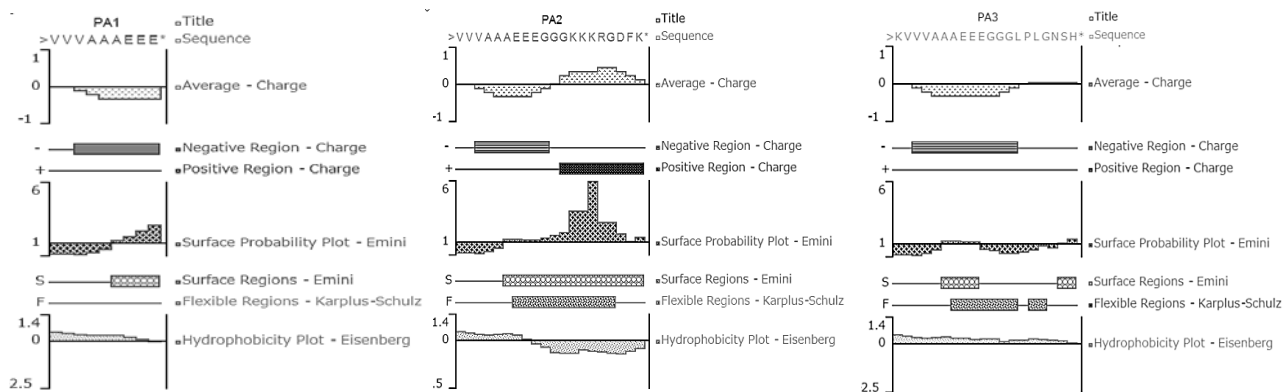 PA1
Title
>VVVAAAEEE*
Sequence
1
0
-1
Average - Charge
-
Negative Region - Charge
+
Positive Region - Charge
6
1
Surface Probability Plot - Emini
S
Surface Regions - Emini
F
Flexible Regions - Karplus-Schulz
1.4
0
2.5
Hydrophobicity Plot - Eisenberg
PA2
Title
>VVVAAAEEEGGGKKKRGDFK*
Sequence
1
0
-1
Average - Charge
-
Negative Region - Charge
+
Positive Region - Charge
6
1
Surface Probability Plot - Emini
S
Surface Regions - Emini
F
Flexible Regions - Karplus-Schulz
1.4
0
.5
Hydrophobicity Plot - Eisenberg
PA3
Title
>KVVVAAAEEEGGGLPLGNSH*
Sequence
1
0
-1
Average - Charge
-
Negative Region - Charge
+
Positive Region - Charge
6
1
Surface Probability Plot - Emini
S
Surface Regions - Emini
F
Flexible Regions - Karplus-Schulz
1.4
0
2.5
Hydrophobicity Plot - Eisenberg